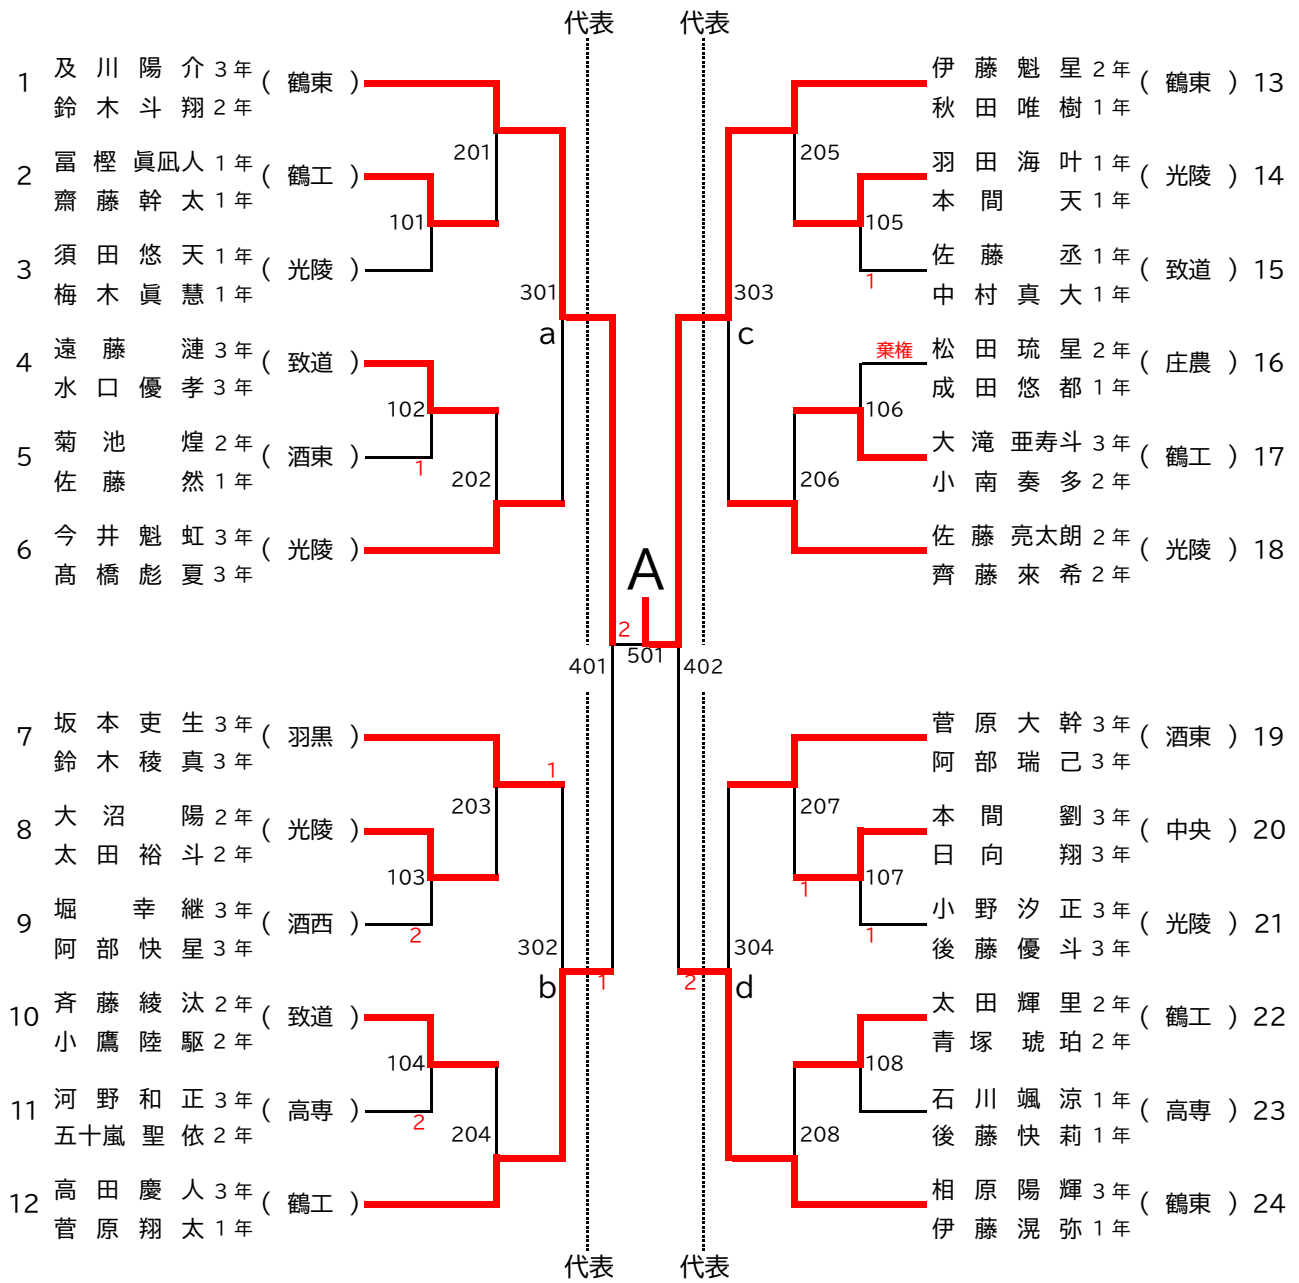 代表 代表
1 及川陽介 3年 鈴木斗翔 2年 (鶴東)
2 冨樫眞凪人 1年 齋藤幹太 1年 (鶴工)
3 須田悠天 1年 梅木眞慧 1年 (光陵)
4 遠藤漣 3年 水口優孝 3年 (致道)
5 菊池煌 2年 佐藤然 1年 (酒東)
6 今井魁虹 3年 髙橋彪夏 3年 (光陵)
7 坂本吏生 3年 鈴木稜真 3年 (羽黒)
8 大沼陽 2年 太田裕斗 2年 (光陵)
9 堀幸継 3年 阿部快星 3年 (酒西)
10 斉藤綾汰 2年 小鷹陸駆 2年 (致道)
11 河野和正 3年 五十嵐聖依 2年 (高専)
12 高田慶人 3年 菅原翔太 1年 (鶴工)
201
101
301
a
102
1
202
203
1
103
2
302
b
1
104
2
204
401
2
A
501
402
伊藤魁星 2年 秋田唯樹 1年 (鶴東) 13
羽田海叶 1年 本間天 1年 (光陵) 14
佐藤丞 1年 中村真大 1年 (致道) 15
松田琉星 2年 成田悠都 1年 (庄農) 16
大滝亜寿斗 3年 小南奏多 2年 (鶴工) 17
佐藤亮太朗 2年 齊藤來希 2年 (光陵) 18
菅原大幹 3年 阿部瑞己 3年 (酒東) 19
本間劉 3年 日向翔 3年 (中央) 20
小野汐正 3年 後藤優斗 3年 (光陵) 21
太田輝里 2年 青塚琥珀 2年 (鶴工) 22
石川颯涼 1年 後藤快莉 1年 (高専) 23
相原陽輝 3年 伊藤滉弥 1年 (鶴東) 24
205
105
1
303
c
棄権
106
206
207
1
107
1
304
2
d
108
208
代表 代表